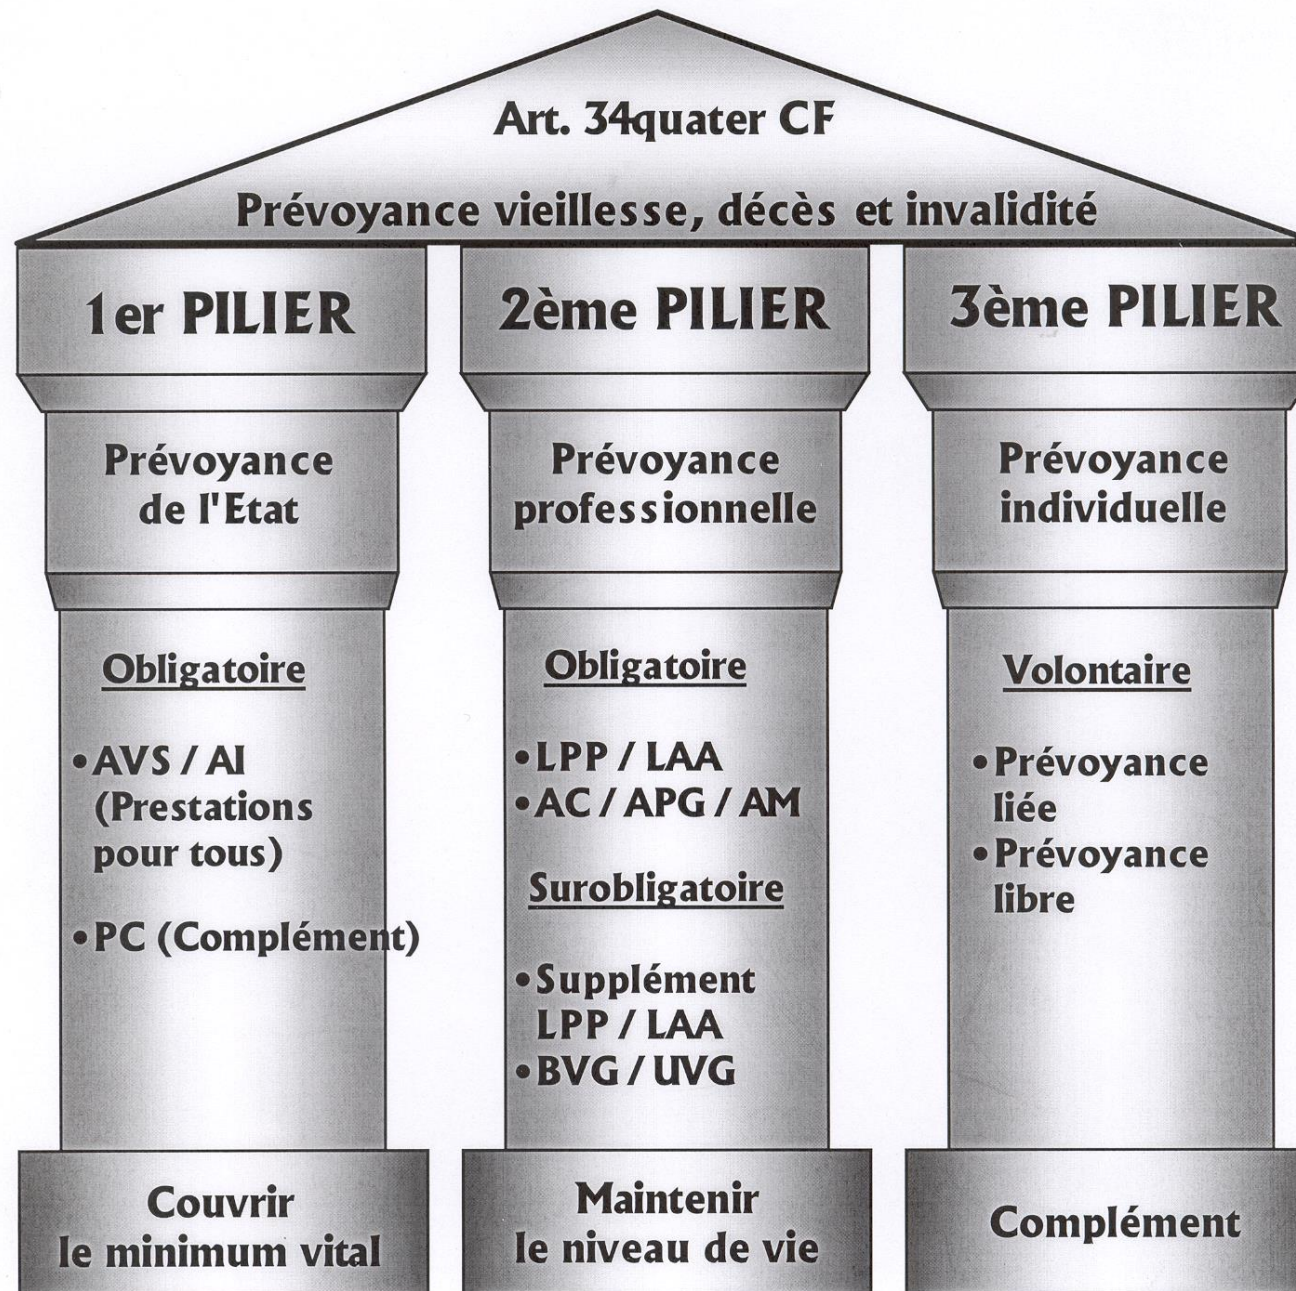 Art. 34quater CF
Prévoyance vieillesse, décès et invalidité
1er PILIER
Prévoyance
de l'Etat
Obligatoire
•AVS / AI
(Prestations
pour tous)
•PC (Complément)
Couvrir
le minimum vital
2ème PILIER
Prévoyance
professionnelle
Obligatoire
•LPP / LAA
•AC / APG / AM
Surobligatoire
•Supplément
LPP / LAA
•BVG / UVG
Maintenir
le niveau de vie
3ème PILIER
Prévoyance
individuelle
Volontaire
•Prévoyance
liée
•Prévoyance
libre
Complément